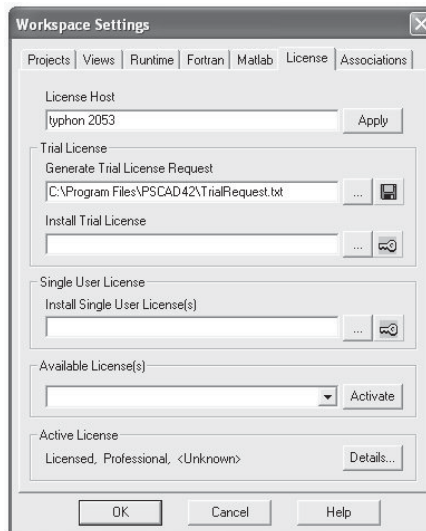 Workspace Settings
Projects Views Runtime Fortran Matlab License Associations
License Host
typhon 2053 Apply
Trial License
Generate Trial License Request
C:\Program Files\PSCAD42\TrialRequest.txt ...
Install Trial License
...
Single User License
Install Single User License(s)
...
Available License(s)
Activate
Active License
Licensed, Professional, <Unknown> Details...
OK Cancel Help